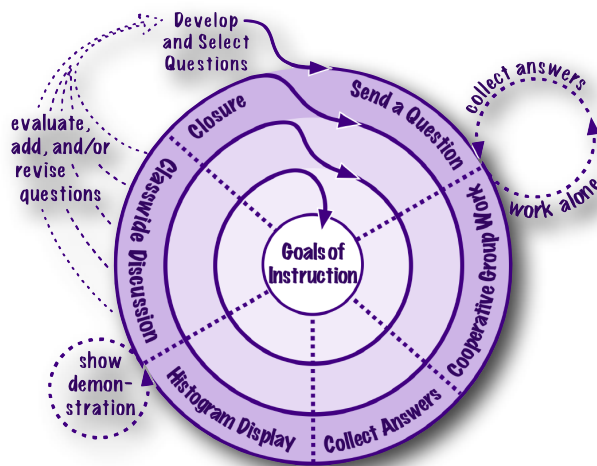 Develop
and Select
Questions
Send a Question
collect answers
work alone
Cooperative Group Work
Collect Answers
Histogram Display
show
demon-
stration
Classwide Discussion
evaluate,
add, and/or
revise
questions
Closure
Goals of
Instruction